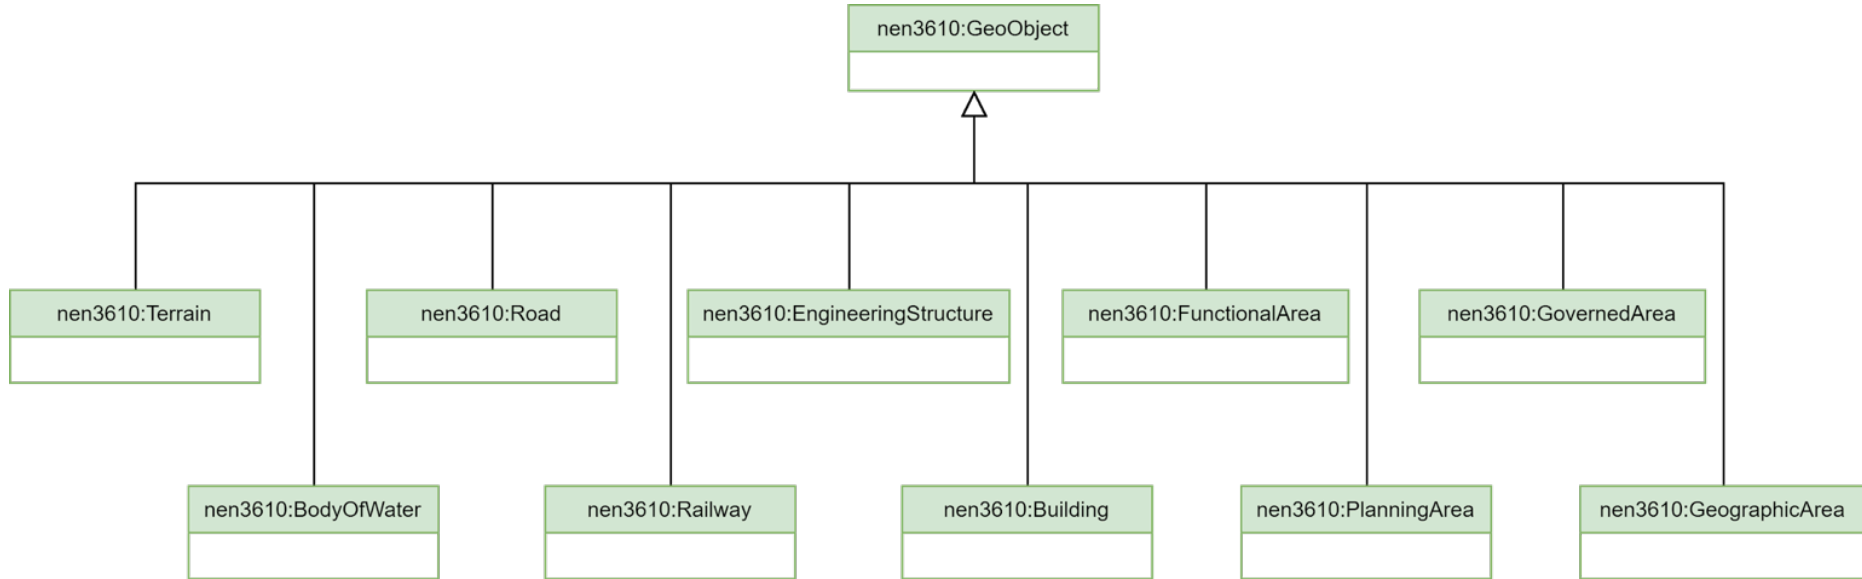 nen3610:GeoObject
nen3610:Terrain
nen3610:Road
nen3610:EngineeringStructure
nen3610:FunctionalArea
nen3610:GovernedArea
nen3610:BodyOfWater
nen3610:Railway
nen3610:Building
nen3610:PlanningArea
nen3610:GeographicArea